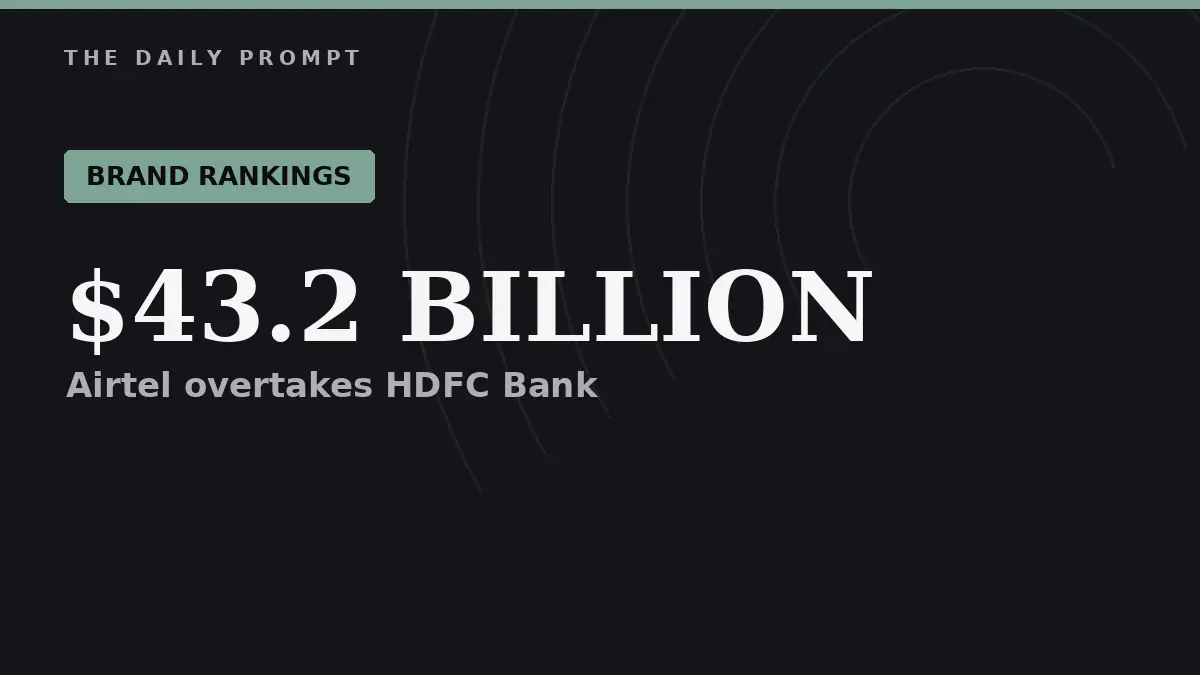 THE DAILY PROMPT
BRAND RANKINGS
$43.2 BILLION
Airtel overtakes HDFC Bank